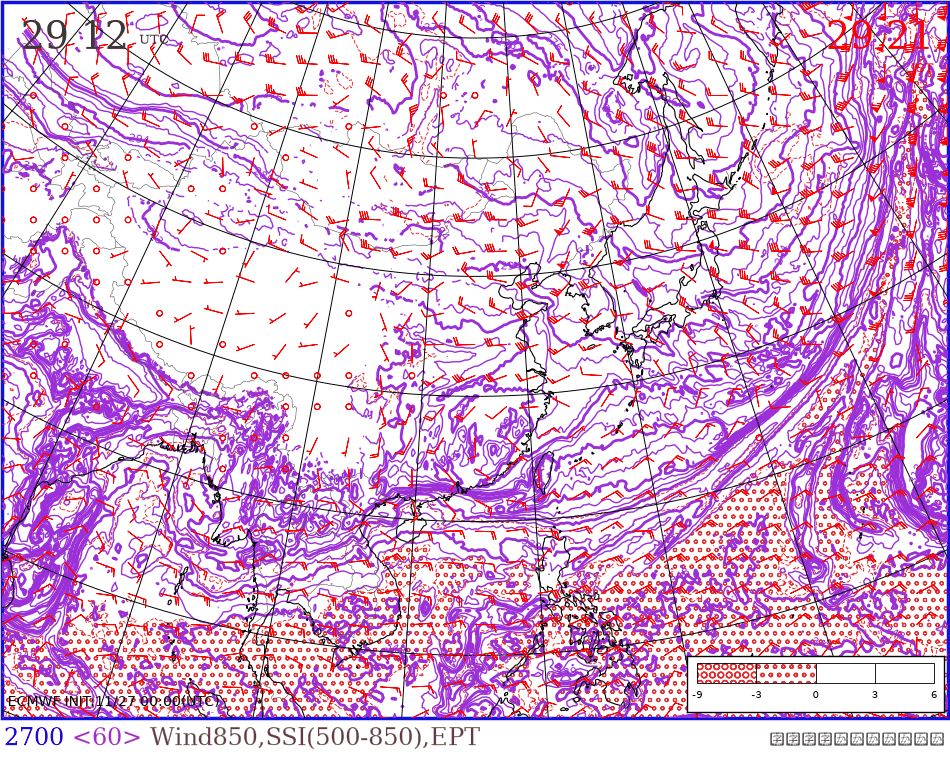 29 12 UTC 29 21
294
ECMWF INIT:11/27 00:00(UTC)
-9 -3 0 3 6
2700 <60> Wind850,SSI(500-850),EPT